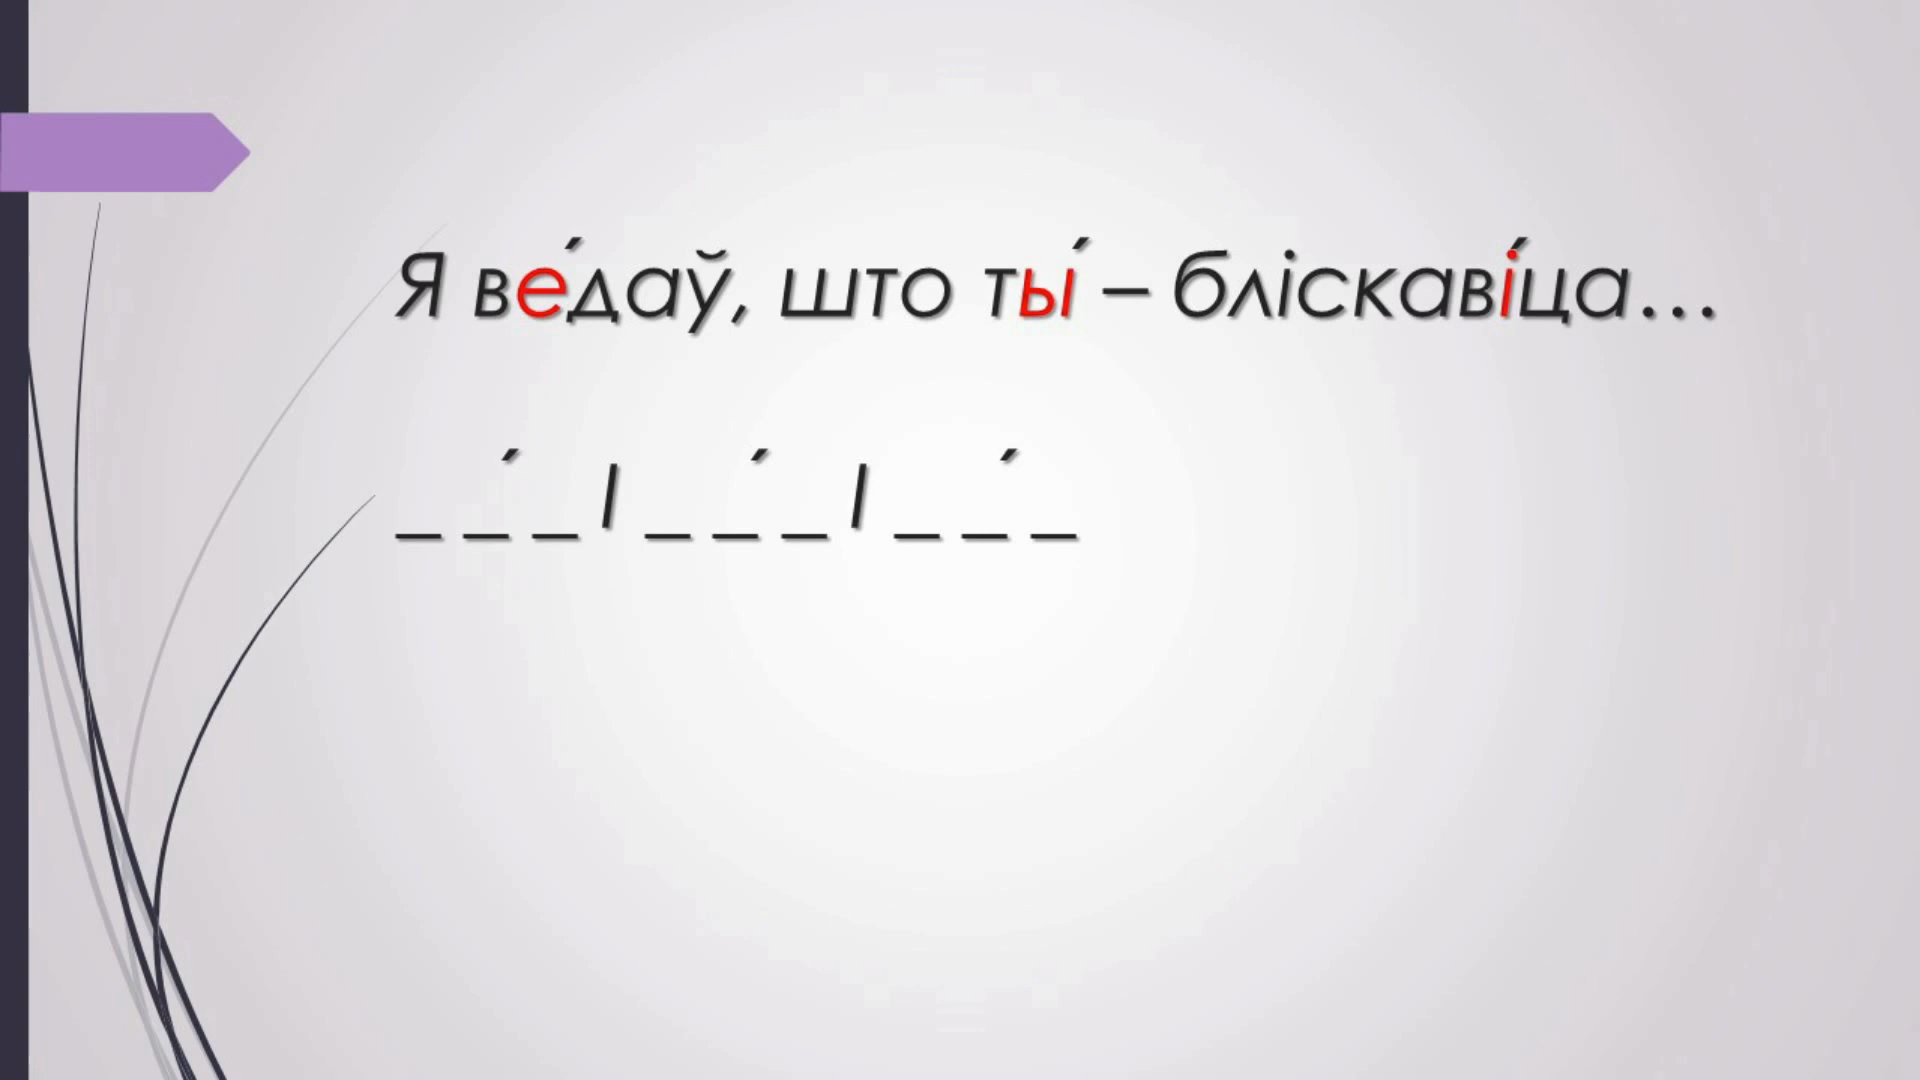 Я ве́даў, што ты́ – бліскаві́ца...
_ _́ _ / _ _́ _ / _ _́ _